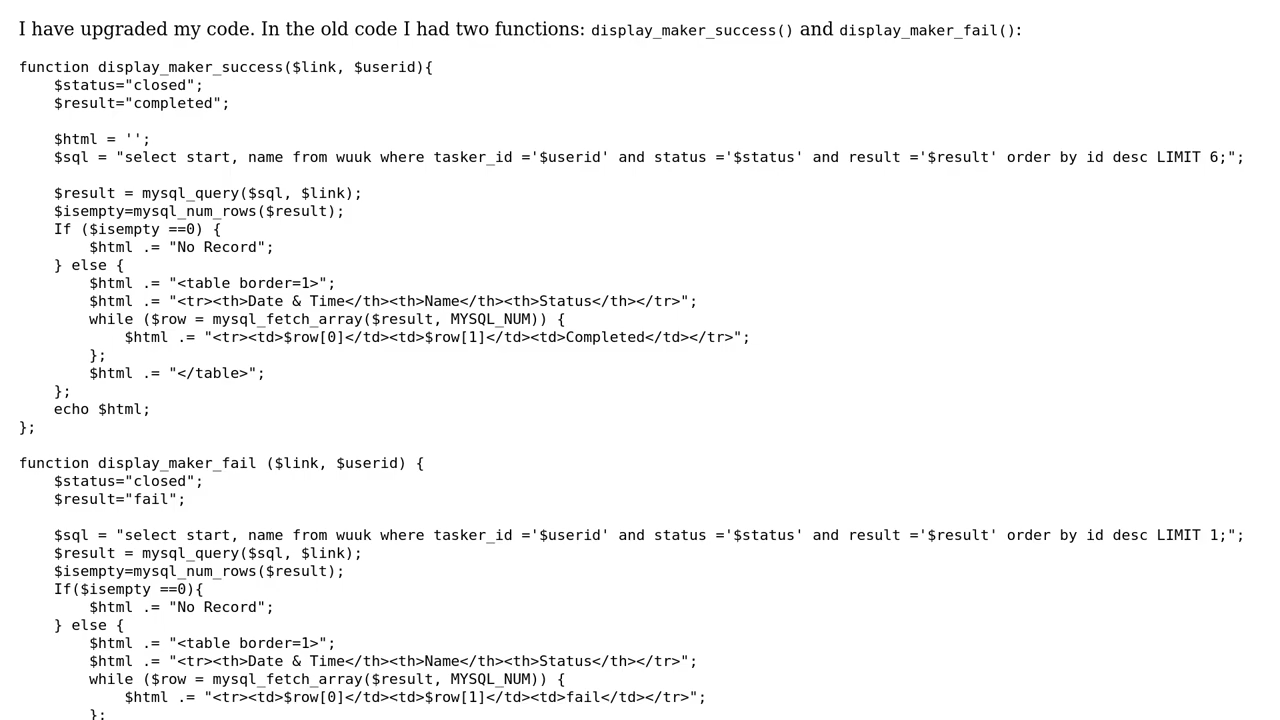 I have upgraded my code. In the old code I had two functions: display_maker_success() and display_maker_fail():
function display_maker_success($link, $userid){
    $status="closed";
    $result="completed";

    $html = '';
    $sql = "select start, name from wuuk where tasker_id ='$userid' and status ='$status' and result ='$result' order by id desc LIMIT 6;";

    $result = mysql_query($sql, $link);
    $isempty=mysql_num_rows($result);
    If ($isempty ==0) {
        $html .= "No Record";
    } else {
        $html .= "<table border=1>";
        $html .= "<tr><th>Date & Time</th><th>Name</th><th>Status</th></tr>";
        while ($row = mysql_fetch_array($result, MYSQL_NUM)) {
            $html .= "<tr><td>$row[0]</td><td>$row[1]</td><td>Completed</td></tr>";
        };
        $html .= "</table>";
    };
    echo $html;
};

function display_maker_fail ($link, $userid) {
    $status="closed";
    $result="fail";

    $sql = "select start, name from wuuk where tasker_id ='$userid' and status ='$status' and result ='$result' order by id desc LIMIT 1;";
    $result = mysql_query($sql, $link);
    $isempty=mysql_num_rows($result);
    If($isempty ==0){
        $html .= "No Record";
    } else {
        $html .= "<table border=1>";
        $html .= "<tr><th>Date & Time</th><th>Name</th><th>Status</th></tr>";
        while ($row = mysql_fetch_array($result, MYSQL_NUM)) {
            $html .= "<tr><td>$row[0]</td><td>$row[1]</td><td>fail</td></tr>";
        };